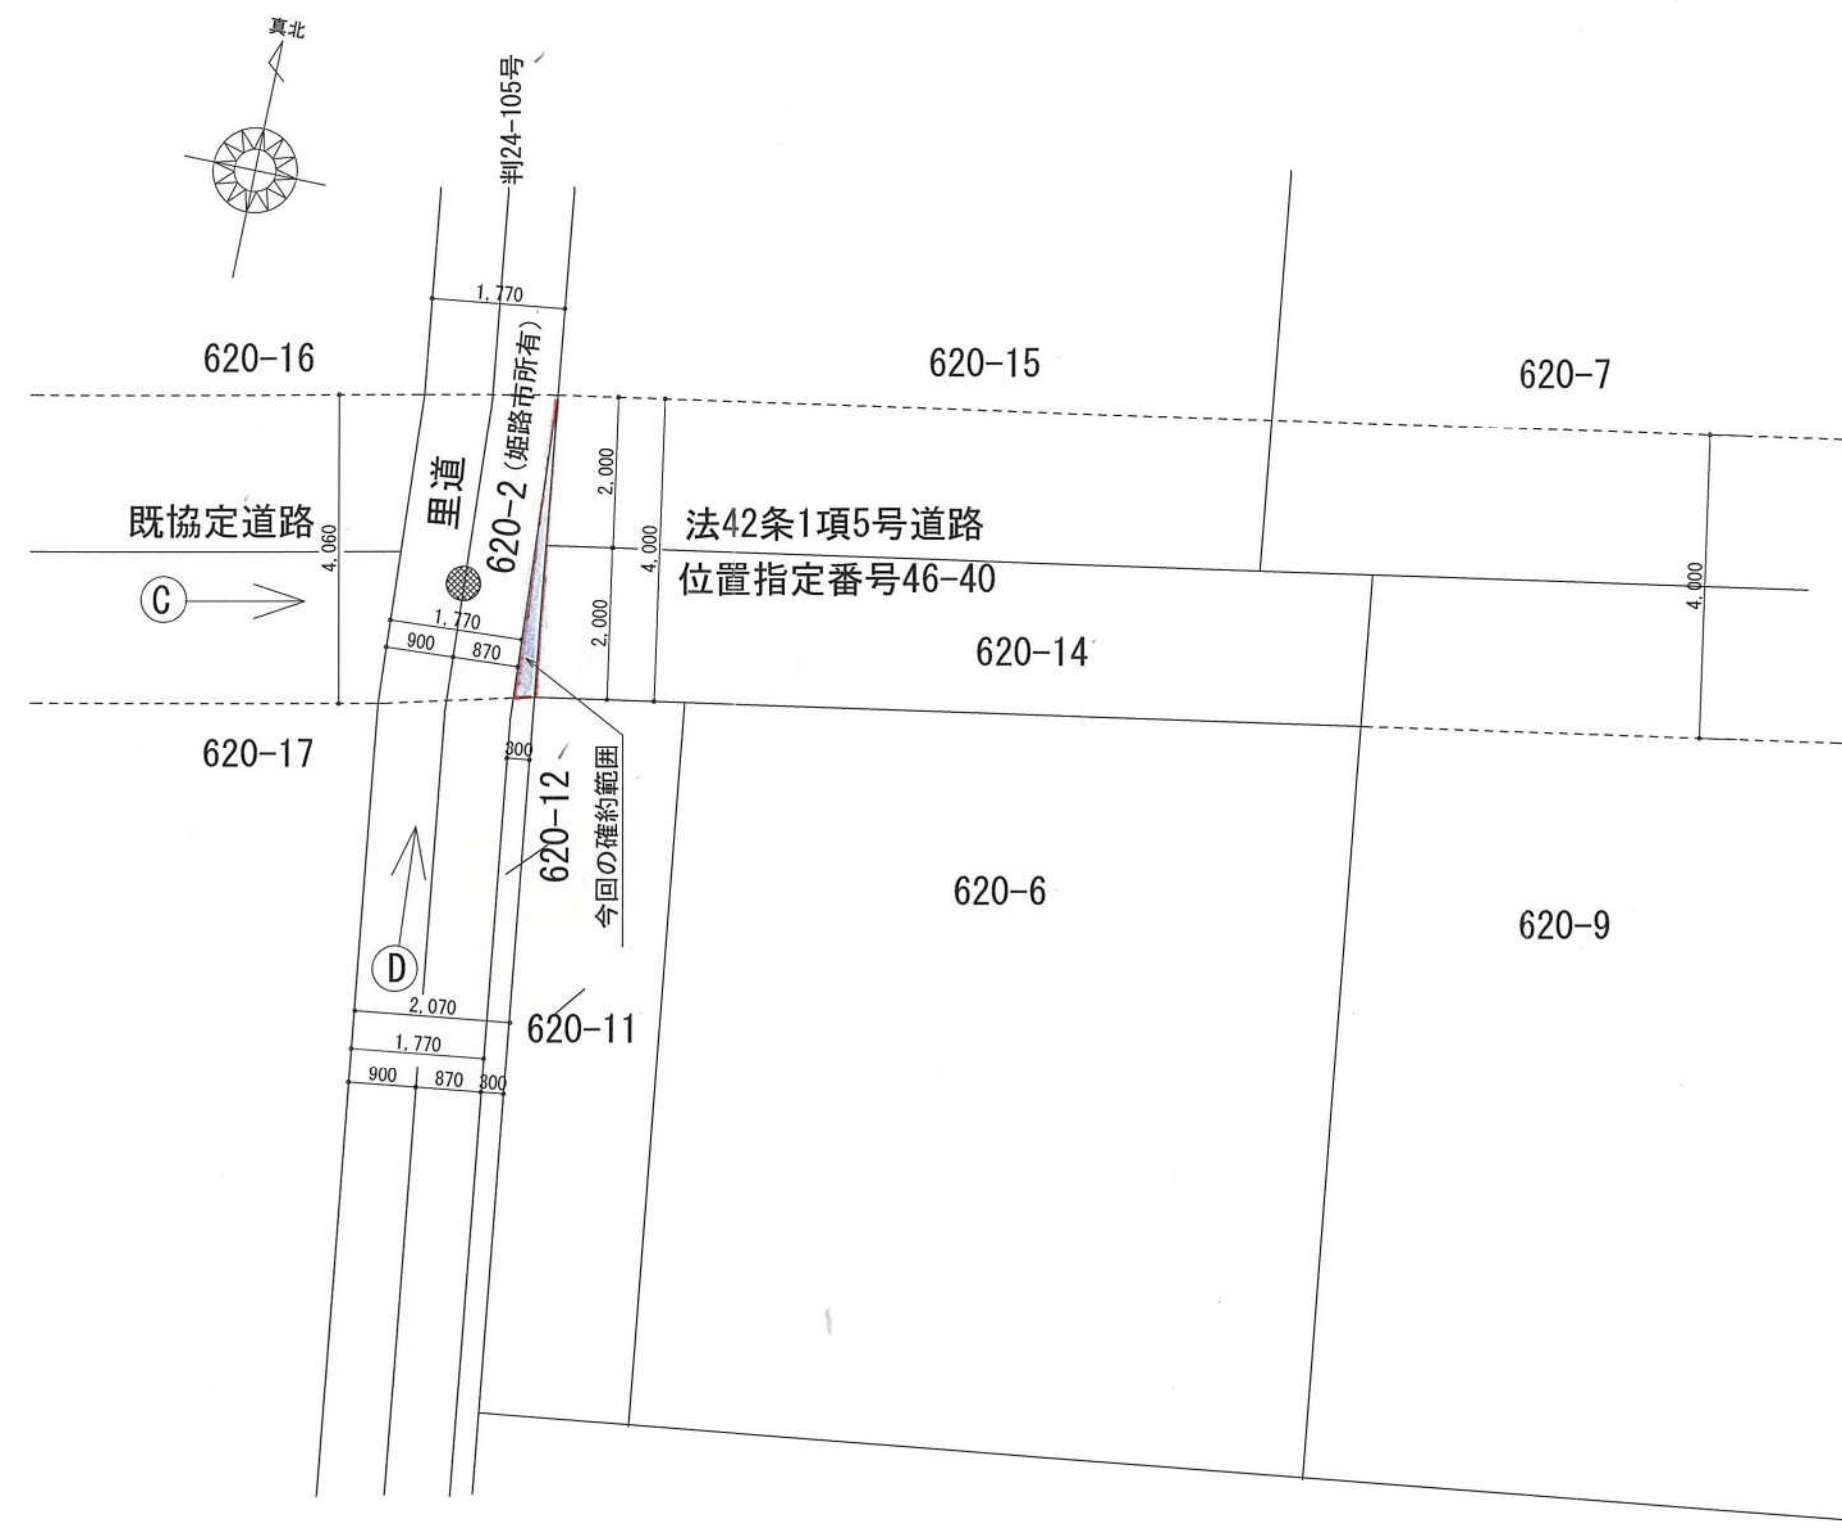 真北
判24-105号
1,770
620-16
620-2(姫路市所有)
620-15
620-7
里道
2,000
既協定道路
4,060
4,000
法42条1項5号道路
位置指定番号46-40
4,000
C
1,770
900
870
2,000
620-14
620-17
300
620-12
今回の確約範囲
620-6
620-9
D
2,070
620-11
1,770
900
870
300